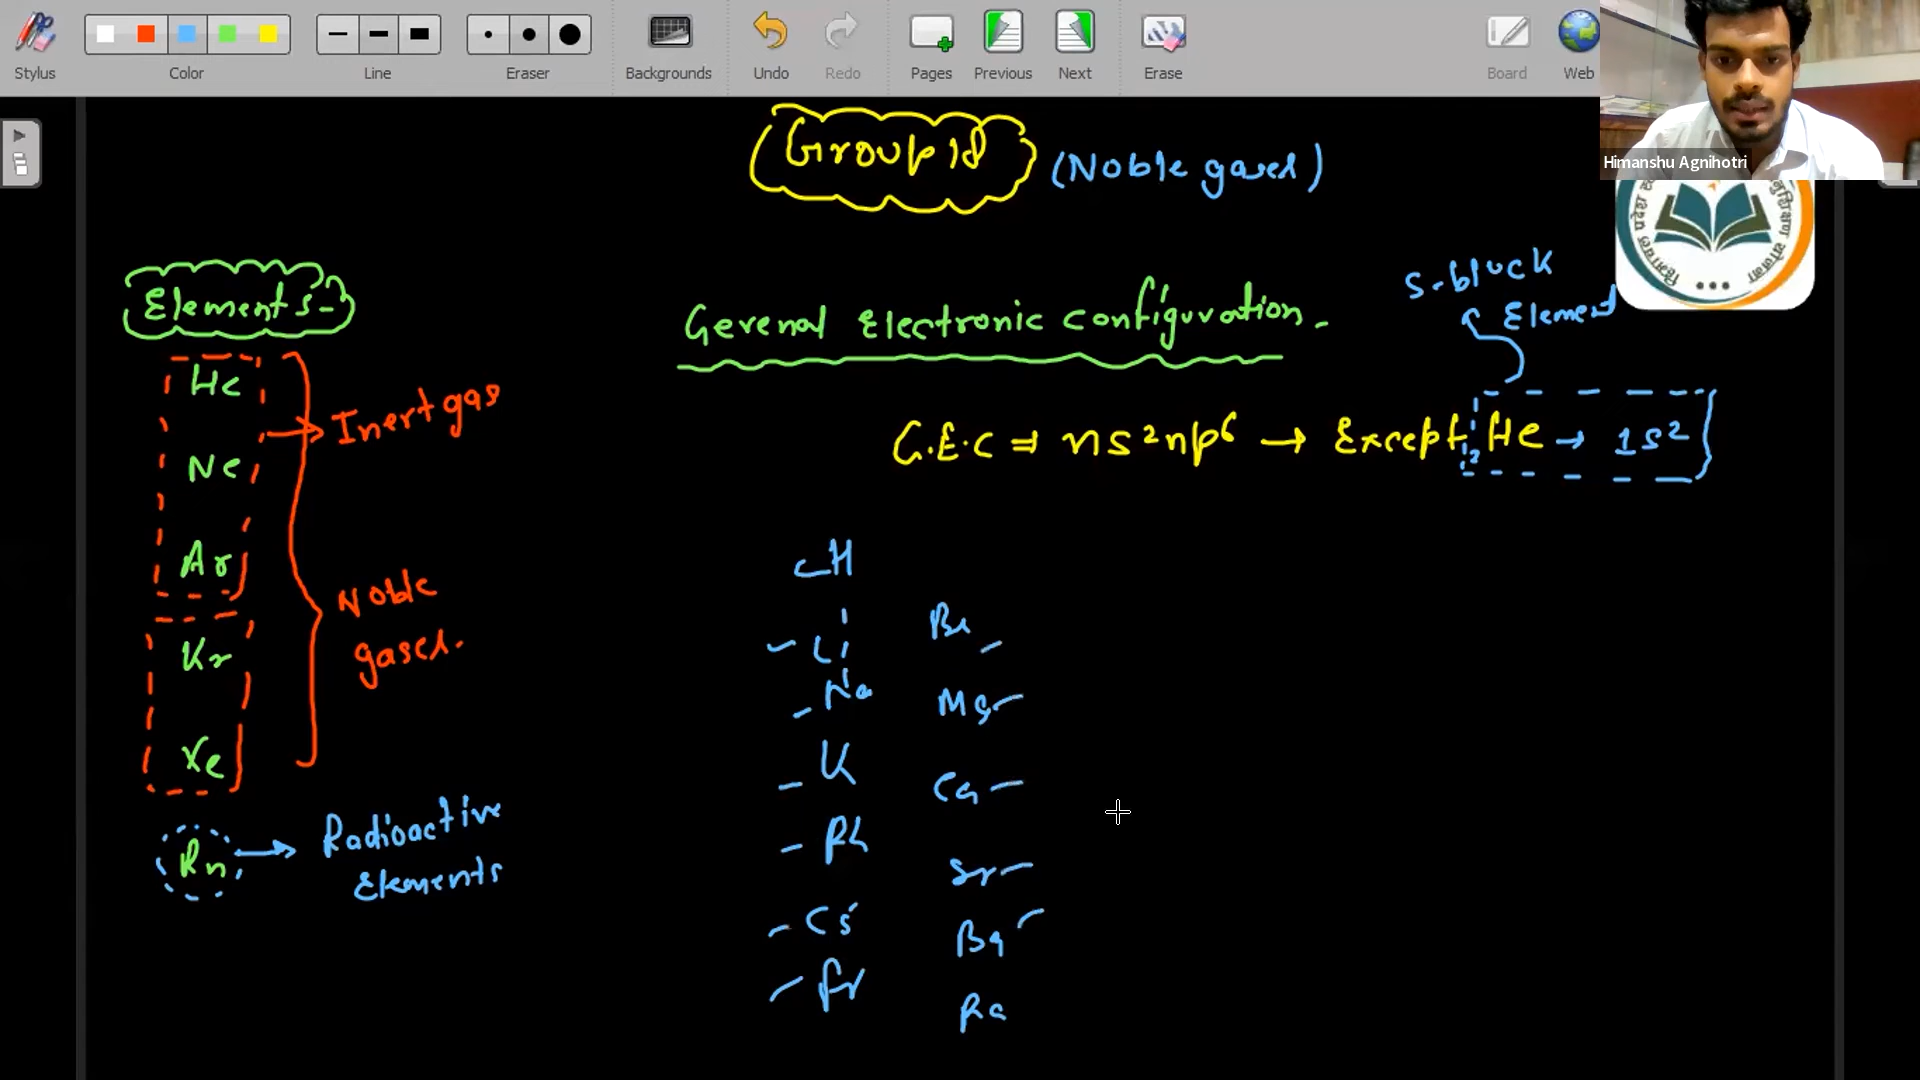 Stylus
Color
Line
Eraser
Backgrounds
Undo
Redo
Pages
Previous
Next
Erase
Board
Web
Himanshu Agnihotri
Group 18 (Noble gases)
Elements-
General Electronic configuration.
s-block
Element
He
Inert gas
G.E.C ⇒ ns²np⁶ → Except, He → 1s²
Ne
Ar
Noble
gases.
Kr
Xe
Rn → Radioactive
Elements
H
Li Be
Na Mg
K Ca
Rb Sr
Cs Ba
Fr Ra